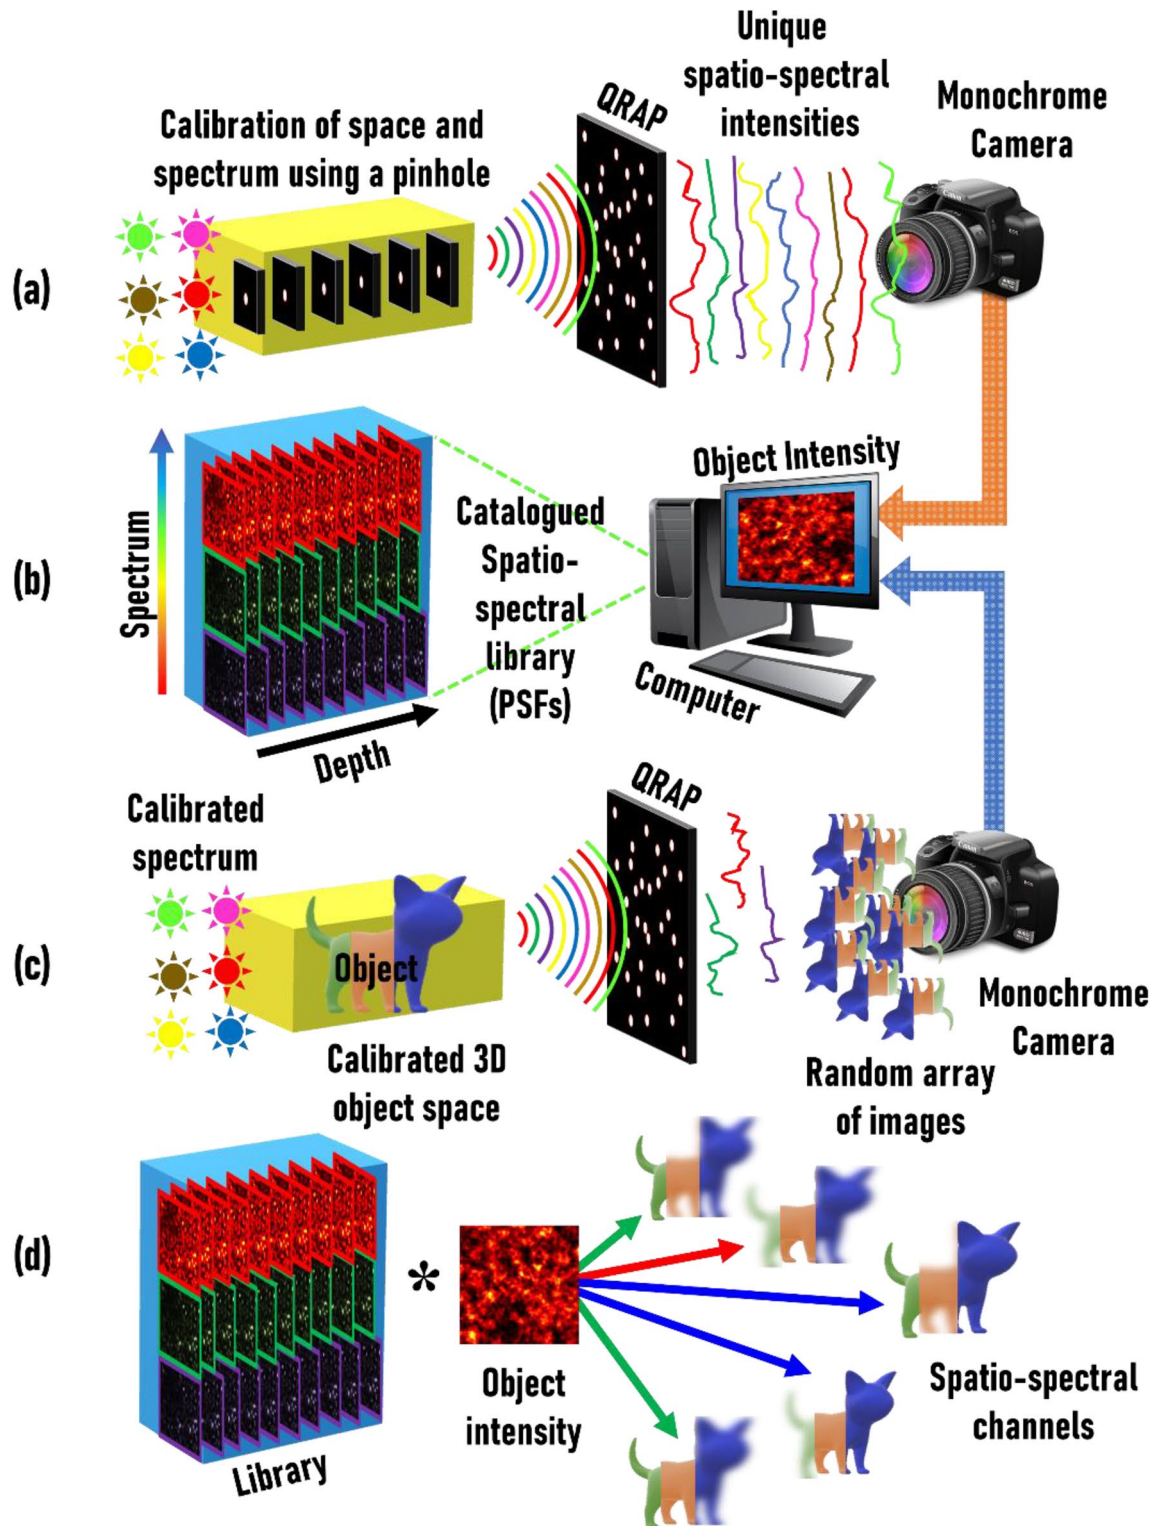 Unique
spatio-spectral
intensities
Monochrome
Camera
QRAP
Calibration of space and
spectrum using a pinhole
(a)
Canon
Object Intensity
Spectrum
(b)
Catalogued
Spatio-
spectral
library
(PSFs)
Computer
Depth
QRAP
Calibrated
spectrum
Canon
(c)
Object
Monochrome
Camera
Calibrated 3D
object space
Random array
of images
(d)
*
Object
intensity
Spatio-spectral
channels
Library